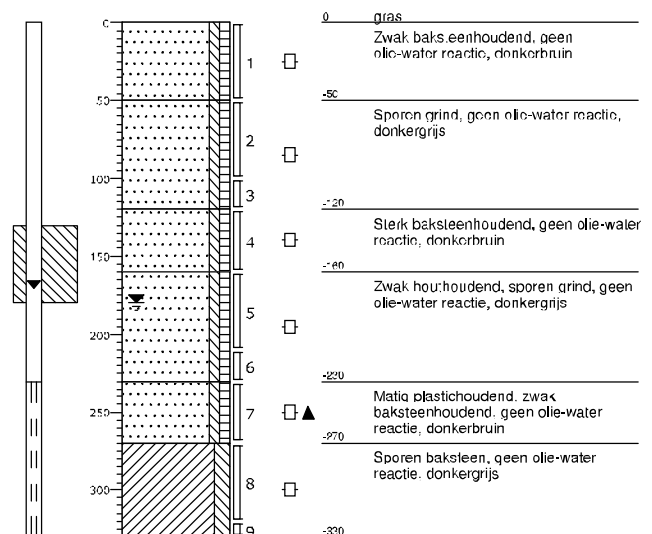 0
50
100
150
200
250
300
1
2
3
4
5
6
7
8
9
0 gras
Zwak baksteenhoudend, geen
olie-water reactie, donkerbruin
-50
Sporen grind, geen olie-water reactie,
donkergrijs
-120
Sterk baksteenhoudend, geen olie-water
reactie, donkerbruin
-160
Zwak houthoudend, sporen grind, geen
olie-water reactie, donkergrijs
-230
Matig plastichoudend, zwak
baksteenhoudend, geen olie-water
reactie, donkerbruin
-270
Sporen baksteen, geen olie-water
reactie, donkergrijs
-330